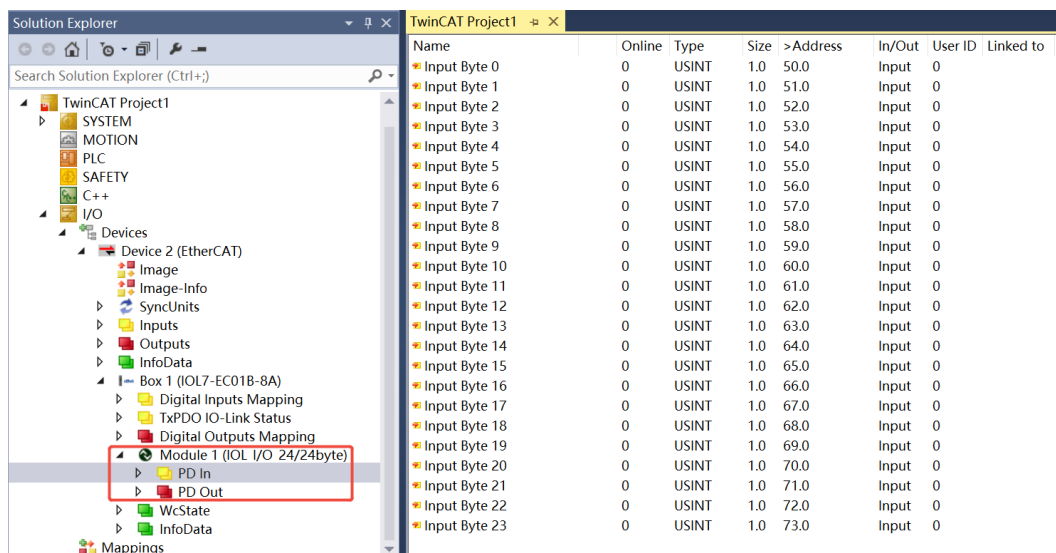 Solution Explorer
Search Solution Explorer (Ctrl+;)
TwinCAT Project1
SYSTEM
MOTION
PLC
SAFETY
C++
I/O
Devices
Device 2 (EtherCAT)
Image
Image-Info
SyncUnits
Inputs
Outputs
InfoData
Box 1 (IOL7-EC01B-8A)
Digital Inputs Mapping
TxPDO IO-Link Status
Digital Outputs Mapping
Module 1 (IOL I/O 24/24byte)
PD In
PD Out
WcState
InfoData
Mappings
TwinCAT Project1
Name Online Type Size >Address In/Out User ID Linked to
Input Byte 0 0 USINT 1.0 50.0 Input 0
Input Byte 1 0 USINT 1.0 51.0 Input 0
Input Byte 2 0 USINT 1.0 52.0 Input 0
Input Byte 3 0 USINT 1.0 53.0 Input 0
Input Byte 4 0 USINT 1.0 54.0 Input 0
Input Byte 5 0 USINT 1.0 55.0 Input 0
Input Byte 6 0 USINT 1.0 56.0 Input 0
Input Byte 7 0 USINT 1.0 57.0 Input 0
Input Byte 8 0 USINT 1.0 58.0 Input 0
Input Byte 9 0 USINT 1.0 59.0 Input 0
Input Byte 10 0 USINT 1.0 60.0 Input 0
Input Byte 11 0 USINT 1.0 61.0 Input 0
Input Byte 12 0 USINT 1.0 62.0 Input 0
Input Byte 13 0 USINT 1.0 63.0 Input 0
Input Byte 14 0 USINT 1.0 64.0 Input 0
Input Byte 15 0 USINT 1.0 65.0 Input 0
Input Byte 16 0 USINT 1.0 66.0 Input 0
Input Byte 17 0 USINT 1.0 67.0 Input 0
Input Byte 18 0 USINT 1.0 68.0 Input 0
Input Byte 19 0 USINT 1.0 69.0 Input 0
Input Byte 20 0 USINT 1.0 70.0 Input 0
Input Byte 21 0 USINT 1.0 71.0 Input 0
Input Byte 22 0 USINT 1.0 72.0 Input 0
Input Byte 23 0 USINT 1.0 73.0 Input 0